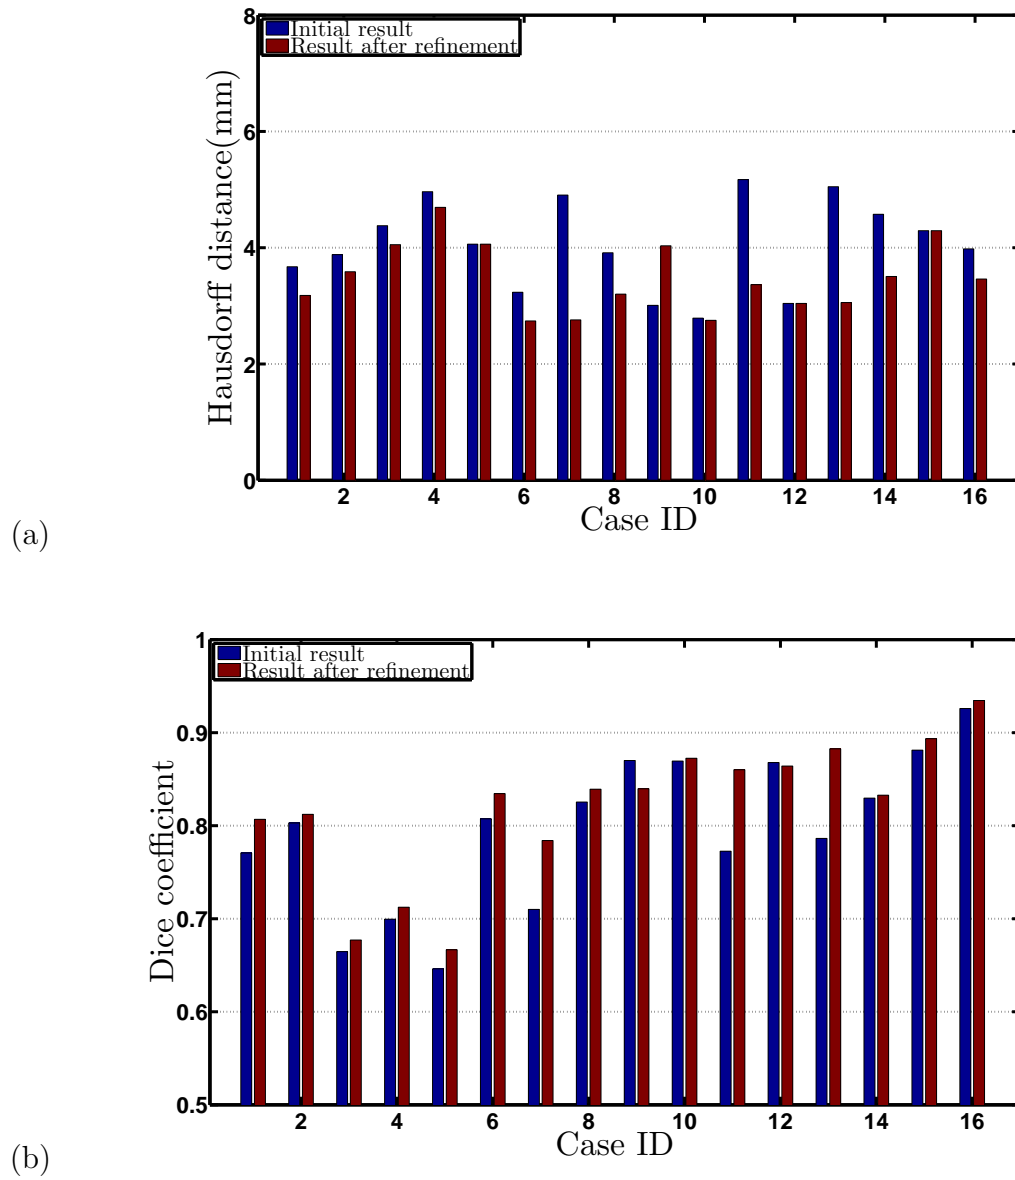 8
Initial result
Result after refinement
6
4
2
0
Hausdorff distance(mm)
2 4 6 8 10 12 14 16
Case ID
(a)
1
Initial result
Result after refinement
0.9
0.8
0.7
0.6
0.5
Dice coefficient
2 4 6 8 10 12 14 16
Case ID
(b)